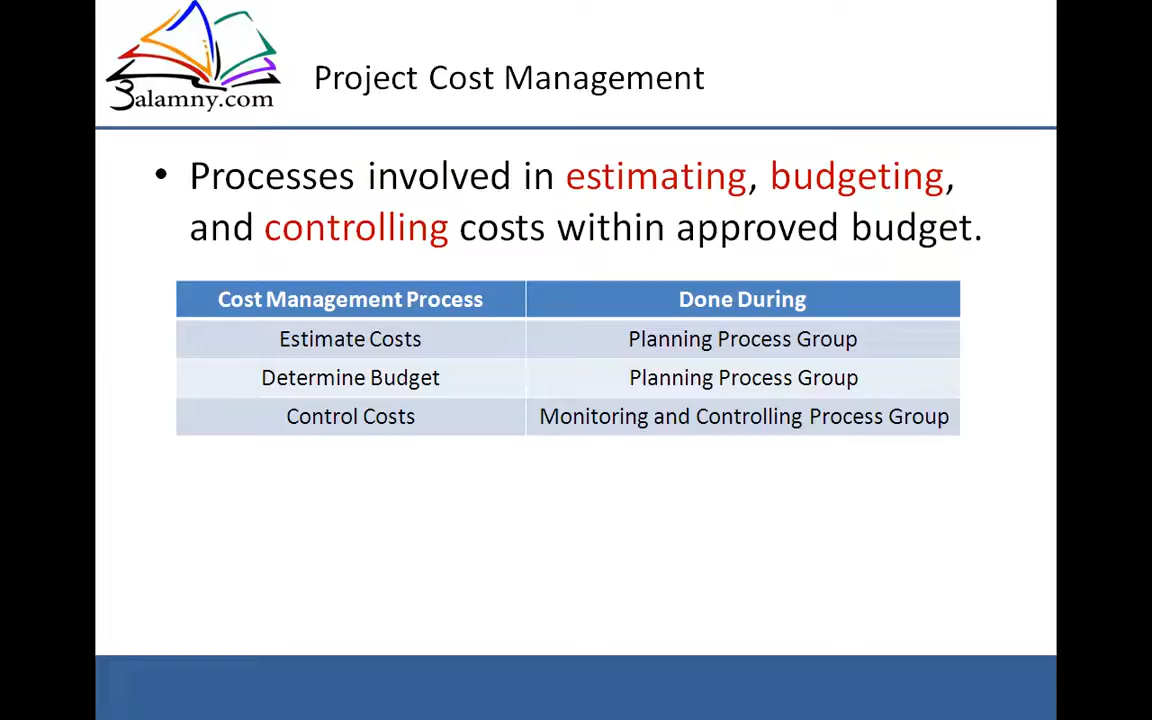 3alamny.com
Project Cost Management
• Processes involved in estimating, budgeting,
and controlling costs within approved budget.
Cost Management Process Done During
Estimate Costs Planning Process Group
Determine Budget Planning Process Group
Control Costs Monitoring and Controlling Process Group